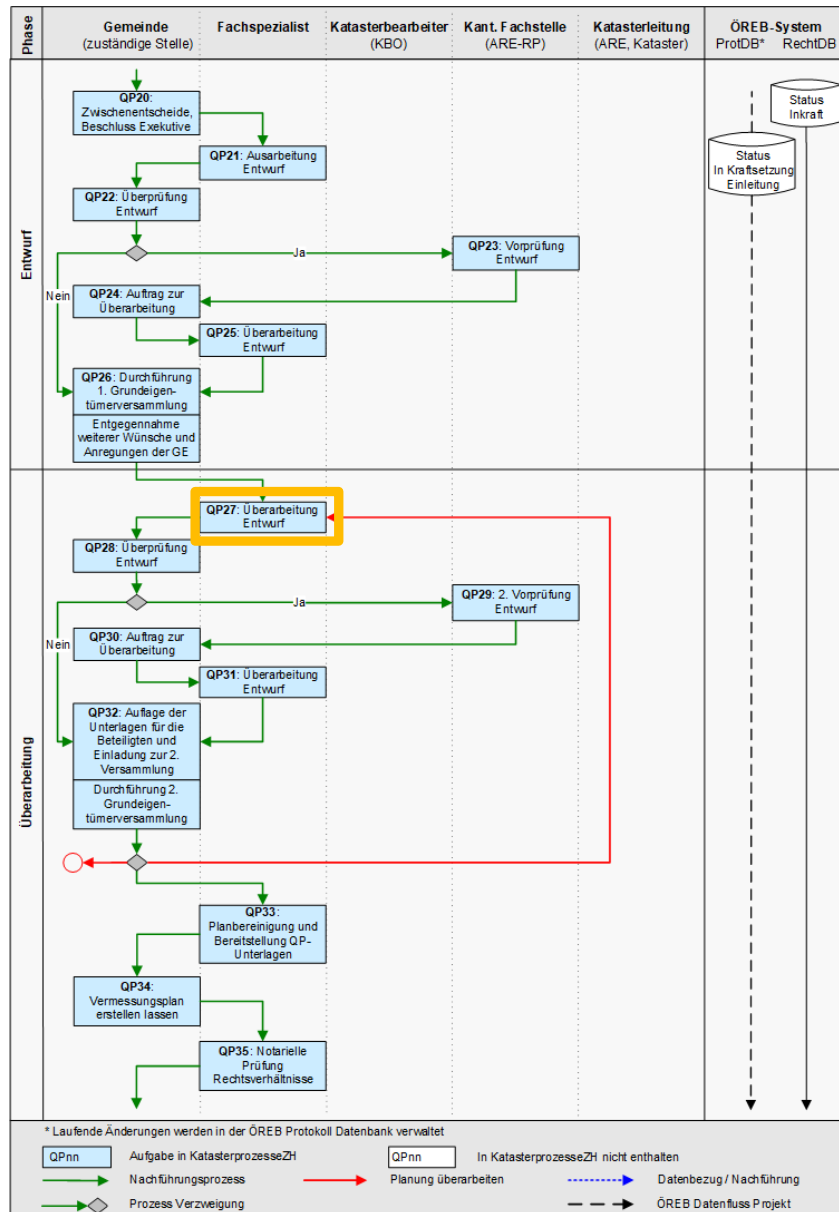 Phase
Gemeinde
(zuständige Stelle)
Fachspezialist
Katasterbearbeiter
(KBO)
Kant. Fachstelle
(ARE-RP)
Katasterleitung
(ARE, Kataster)
ÖREB-System
ProtDB* RechtDB
Entwurf
QP20:
Zwischenentscheide,
Beschluss Exekutive
Status
Inkraft
QP21: Ausarbeitung
Entwurf
Status
In Kraftsetzung
Einleitung
QP22: Überprüfung
Entwurf
Ja
QP23: Vorprüfung
Entwurf
Nein
QP24: Auftrag zur
Überarbeitung
QP25: Überarbeitung
Entwurf
QP26: Durchführung
1. Grundeigen-
tümerversammlung
Entgegennahme
weiterer Wünsche und
Anregungen der GE
Überarbeitung
QP27: Überarbeitung
Entwurf
QP28: Überprüfung
Entwurf
Ja
QP29: 2. Vorprüfung
Entwurf
Nein
QP30: Auftrag zur
Überarbeitung
QP31: Überarbeitung
Entwurf
QP32: Auflage der
Unterlagen für die
Beteiligten und
Einladung zur 2.
Versammlung
Durchführung 2.
Grundeigen-
tümerversammlung
QP33:
Planbereinigung und
Bereitstellung QP-
Unterlagen
QP34:
Vermessungsplan
erstellen lassen
QP35: Notarielle
Prüfung
Rechtsverhältnisse
* Laufende Änderungen werden in der ÖREB Protokoll Datenbank verwaltet
QPnn Aufgabe in KatasterprozesseZH QPnn In KatasterprozesseZH nicht enthalten
Nachführungsprozess Planung überarbeiten Datenbezug / Nachführung
Prozess Verzweigung ÖREB Datenfluss Projekt